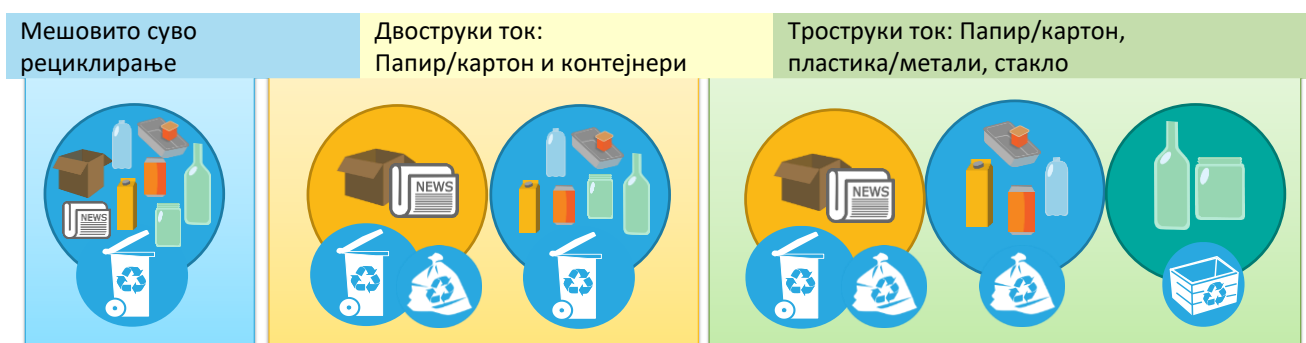 Мешовито суво
рециклирање
Двоструки ток:
Папир/картон и контејнери
Троструки ток: Папир/картон,
пластика/метали, стакло
NEWS
NEWS
NEWS